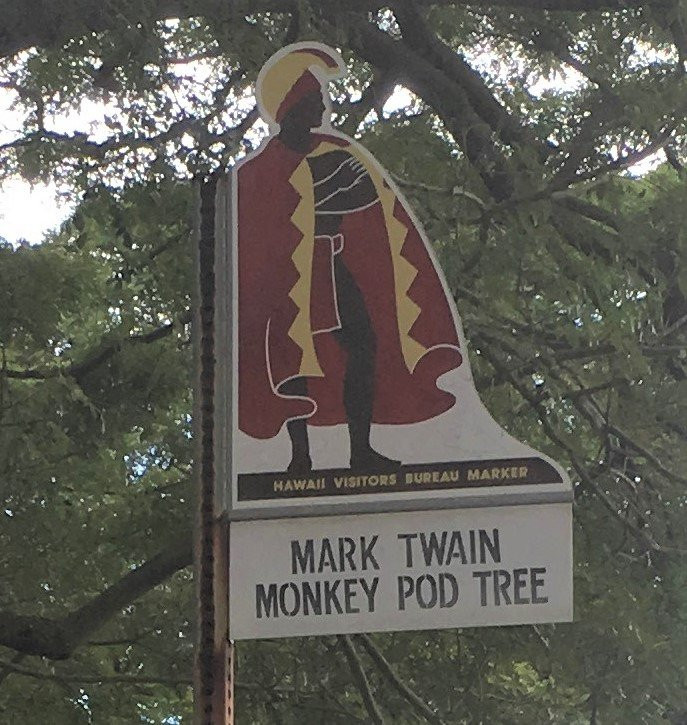 HAWAII VISITORS BUREAU MARKER
MARK TWAIN
MONKEY POD TREE